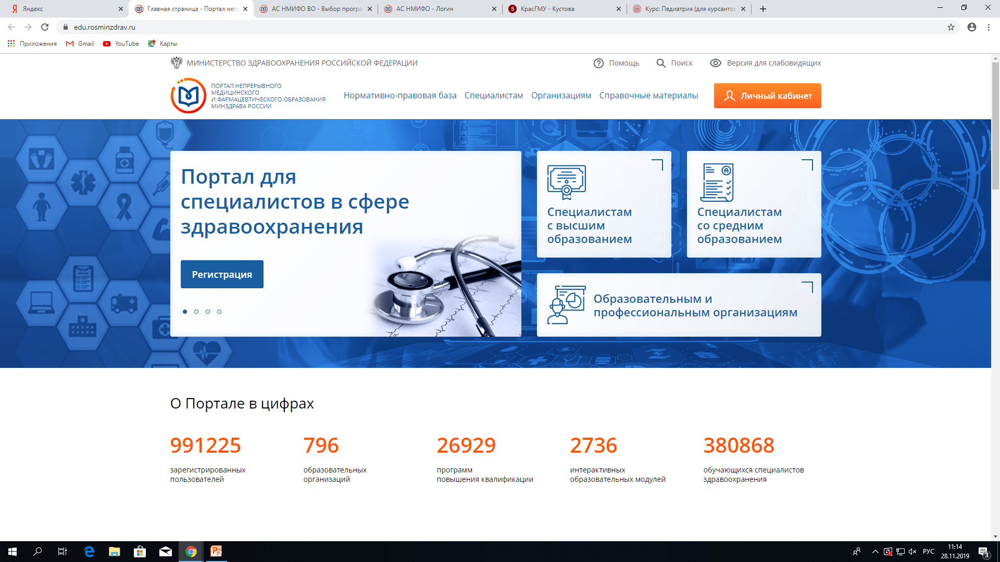 Яндекс
Главная страница - Портал неп
АС НМИФО ВО - Выбор програ
АС НМИФО - Логин
5 КрасГМУ - Кустова
Курс: Педиатрия (для курсантов
edu.rosminzdrav.ru
Приложения
Gmail
YouTube
Карты
МИНИСТЕРСТВО ЗДРАВООХРАНЕНИЯ РОССИЙСКОЙ ФЕДЕРАЦИИ
Помощь
Поиск
Версия для слабовидящих
ПОРТАЛ НЕПРЕРЫВНОГО
МЕДИЦИНСКОГО
И ФАРМАЦЕВТИЧЕСКОГО ОБРАЗОВАНИЯ
МИНЗДРАВА РОССИИ
Нормативно-правовая база
Специалистам
Организациям
Справочные материалы
Личный кабинет
Портал для
специалистов в сфере
здравоохранения
Регистрация
Специалистам
с высшим
образованием
Специалистам
со средним
образованием
Образовательным и
профессиональным организациям
О Портале в цифрах
991225
зарегистрированных
пользователей
796
образовательных
организаций
26929
программ
повышения квалификации
2736
интерактивных
образовательных модулей
380868
обучающихся специалистов
здравоохранения
РУС
11:14
28.11.2019
3